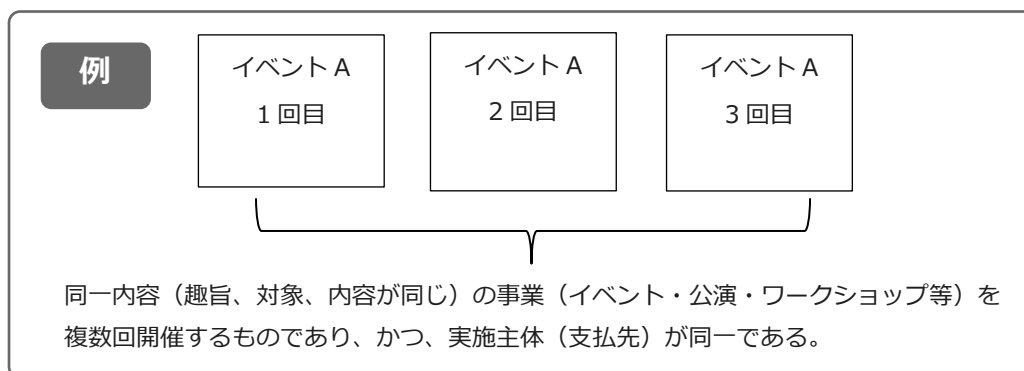 例
イベント A
1 回目
イベント A
2 回目
イベント A
3 回目
同一内容（趣旨、対象、内容が同じ）の事業（イベント・公演・ワークショップ等）を
複数回開催するものであり、かつ、実施主体（支払先）が同一である。